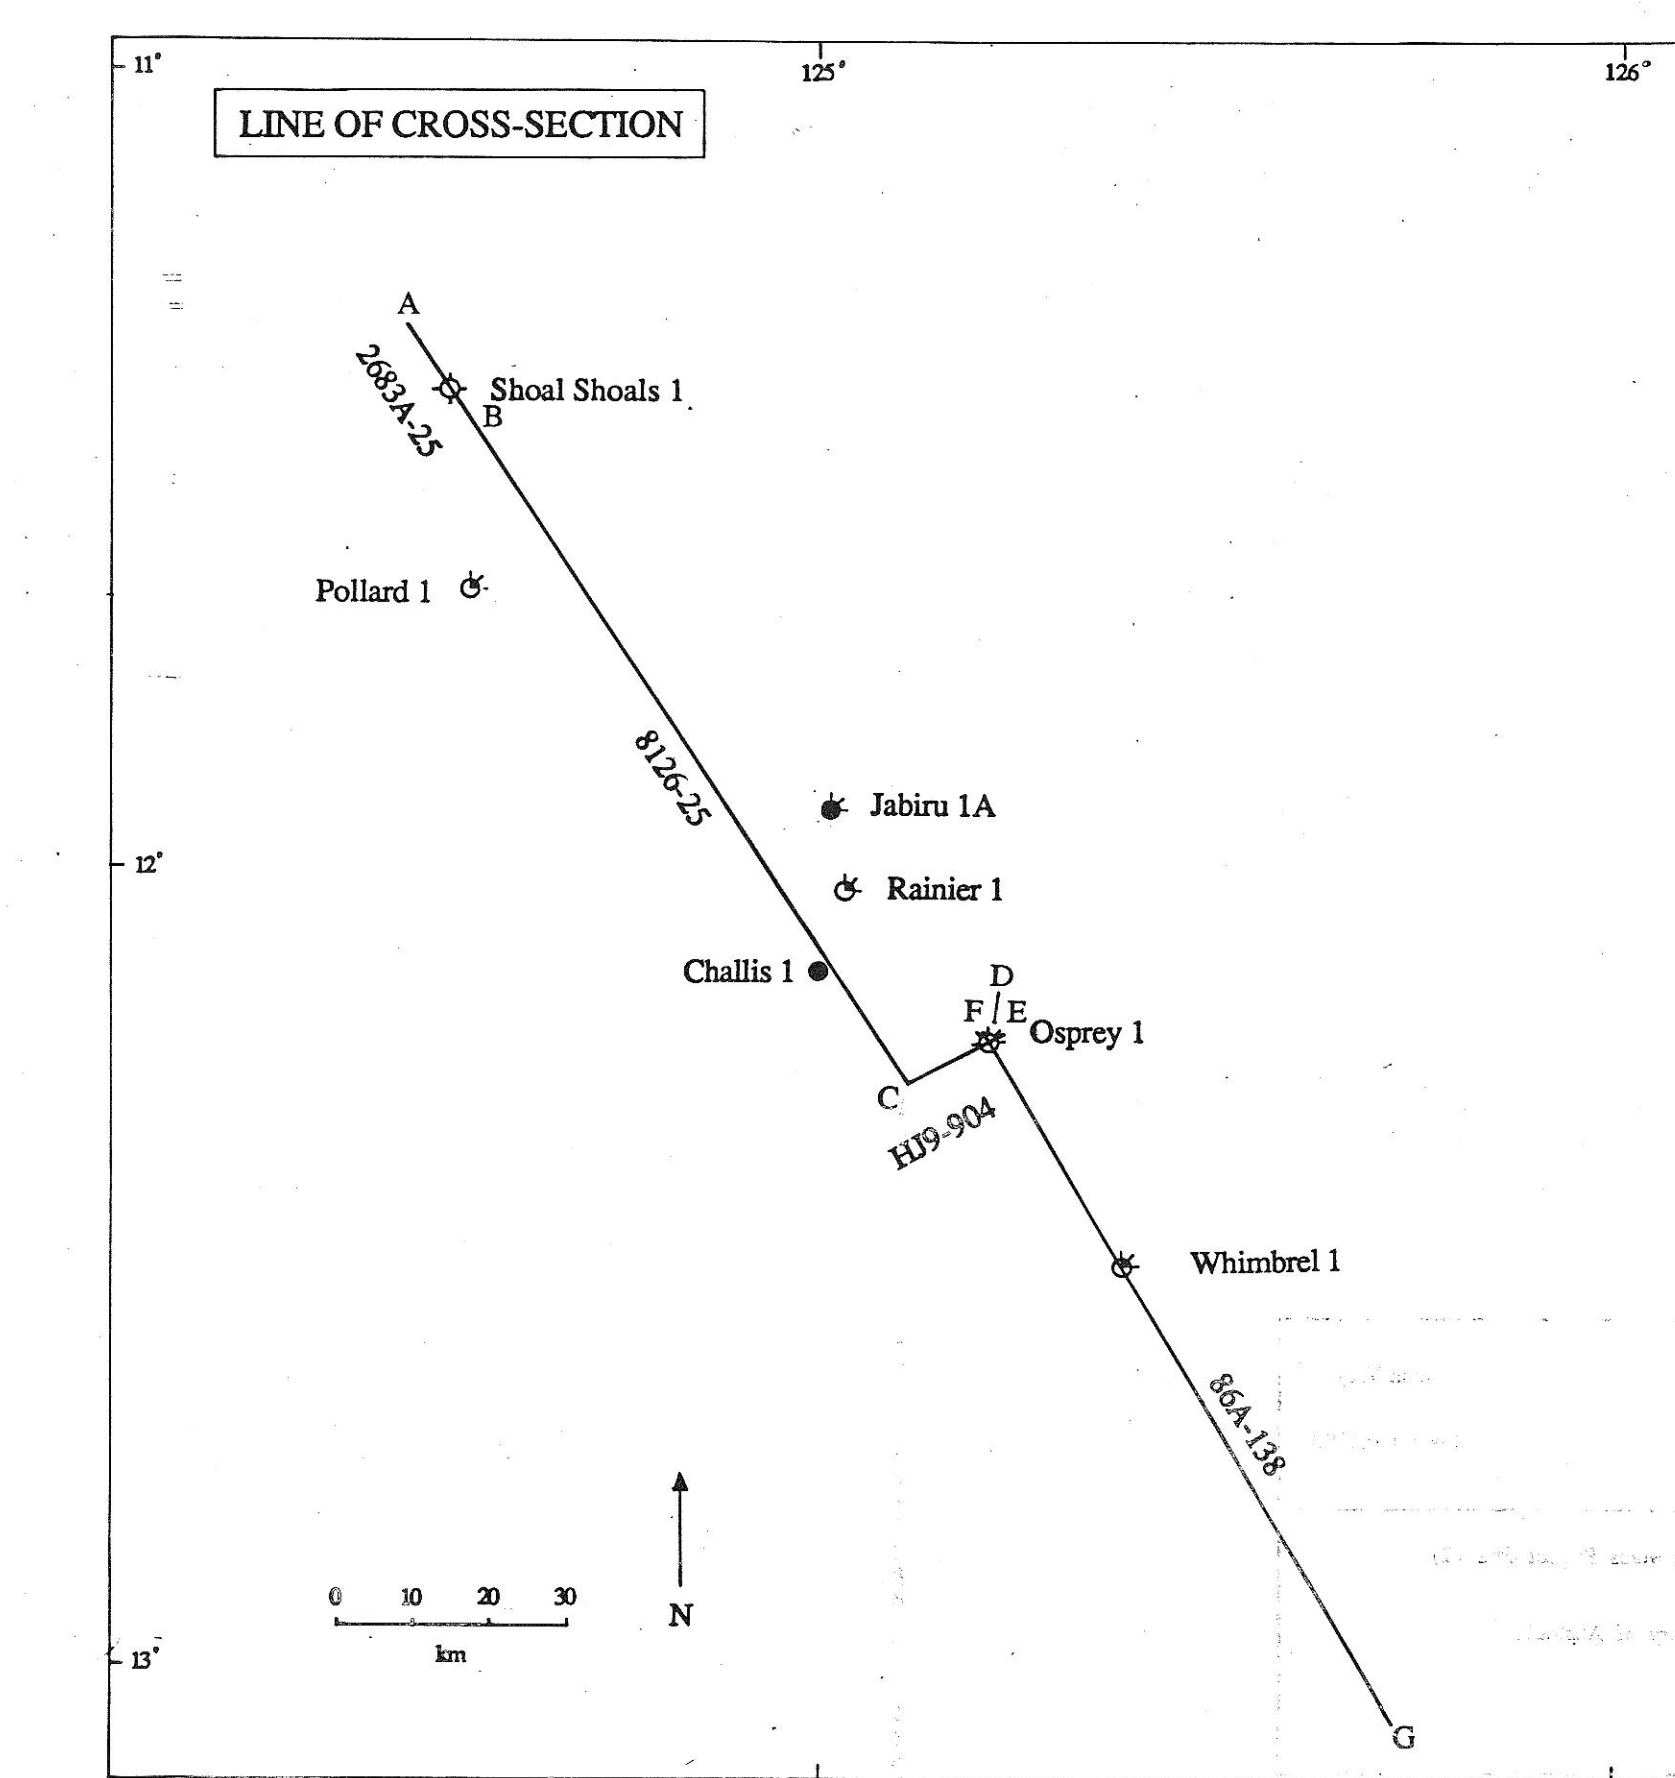 11°
125°
126°
LINE OF CROSS-SECTION
A
2683A-25
Shoal Shoals 1
B
Pollard 1
8126-25
Jabiru 1A
12°
Rainier 1
Challis 1
D
F
E
Osprey 1
C
HJ9-904
Whimbrel 1
86A-138
0 10 20 30
km
N
13°
G